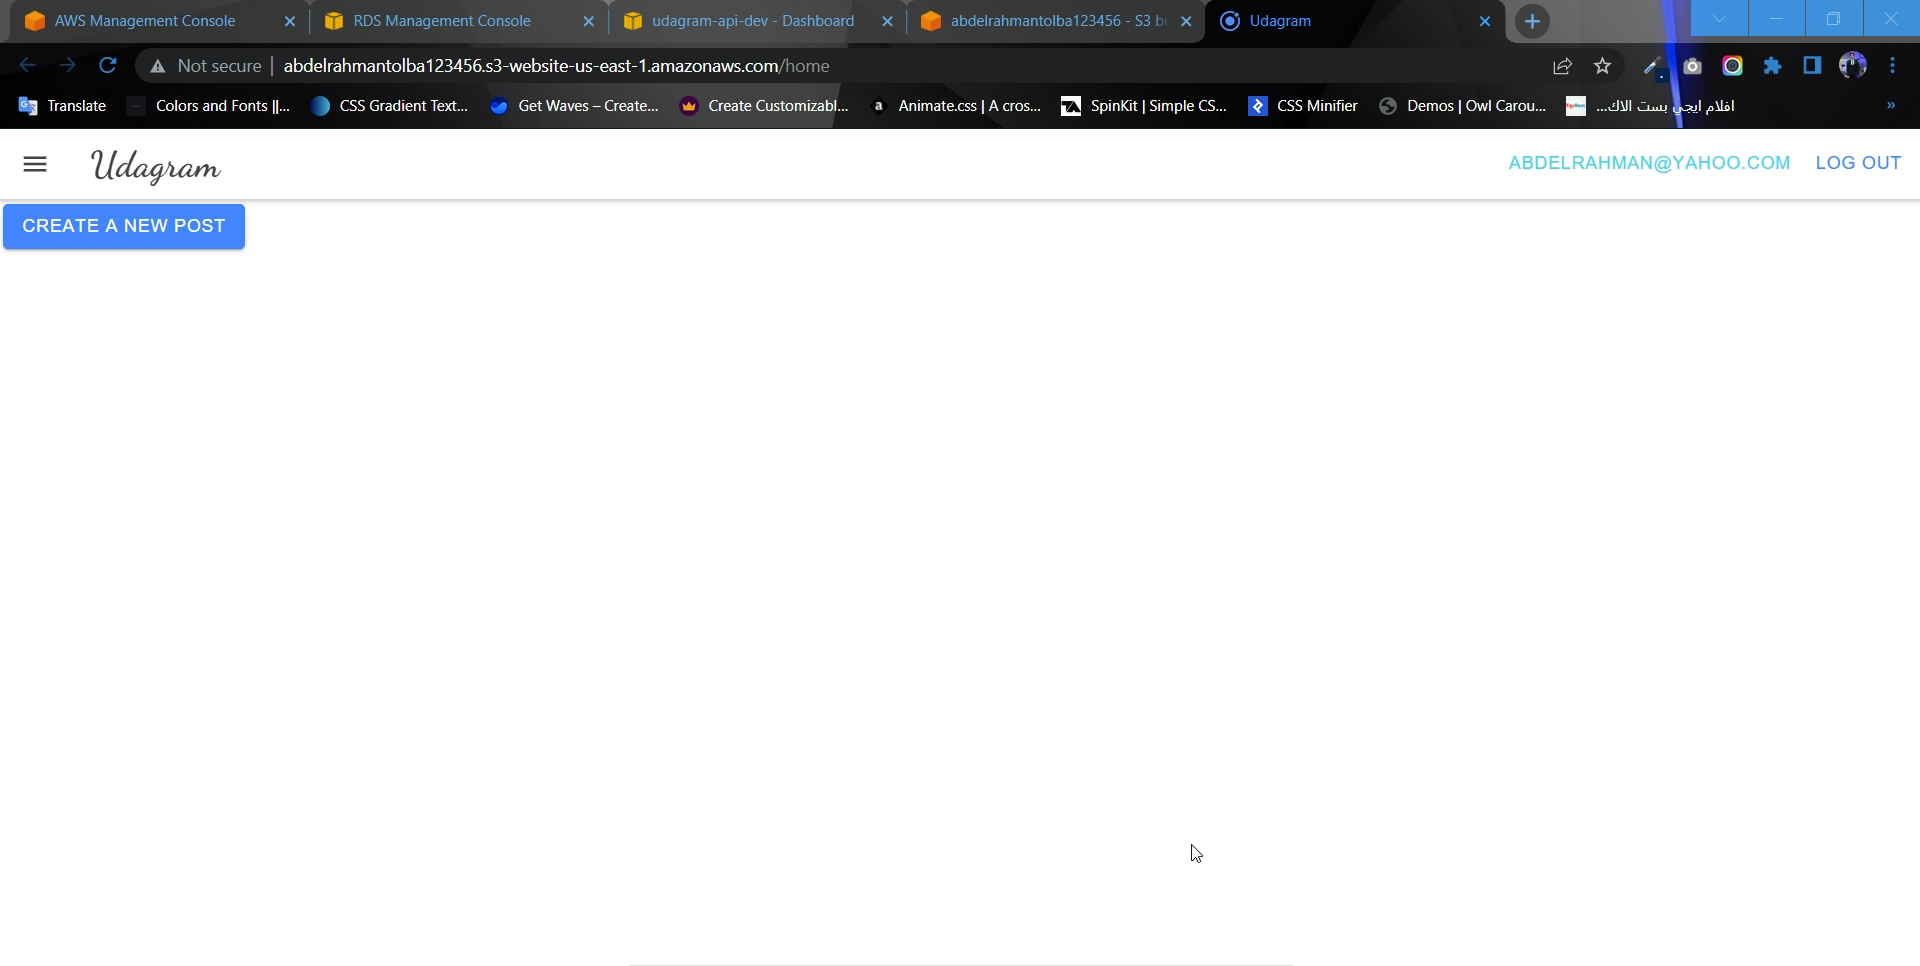 AWS Management Console
RDS Management Console
udagram-api-dev - Dashboard
abdelrahmantolba123456 - S3 bu
Udagram
Not secure
abdelrahmantolba123456.s3-website-us-east-1.amazonaws.com/home
Translate
Colors and Fonts ||...
CSS Gradient Text...
Get Waves – Create...
Create Customizabl...
Animate.css | A cros...
SpinKit | Simple CS...
CSS Minifier
Demos | Owl Carou...
افلام ايجي بست الاك...
»
Udagram
ABDELRAHMAN@YAHOO.COM
LOG OUT
CREATE A NEW POST